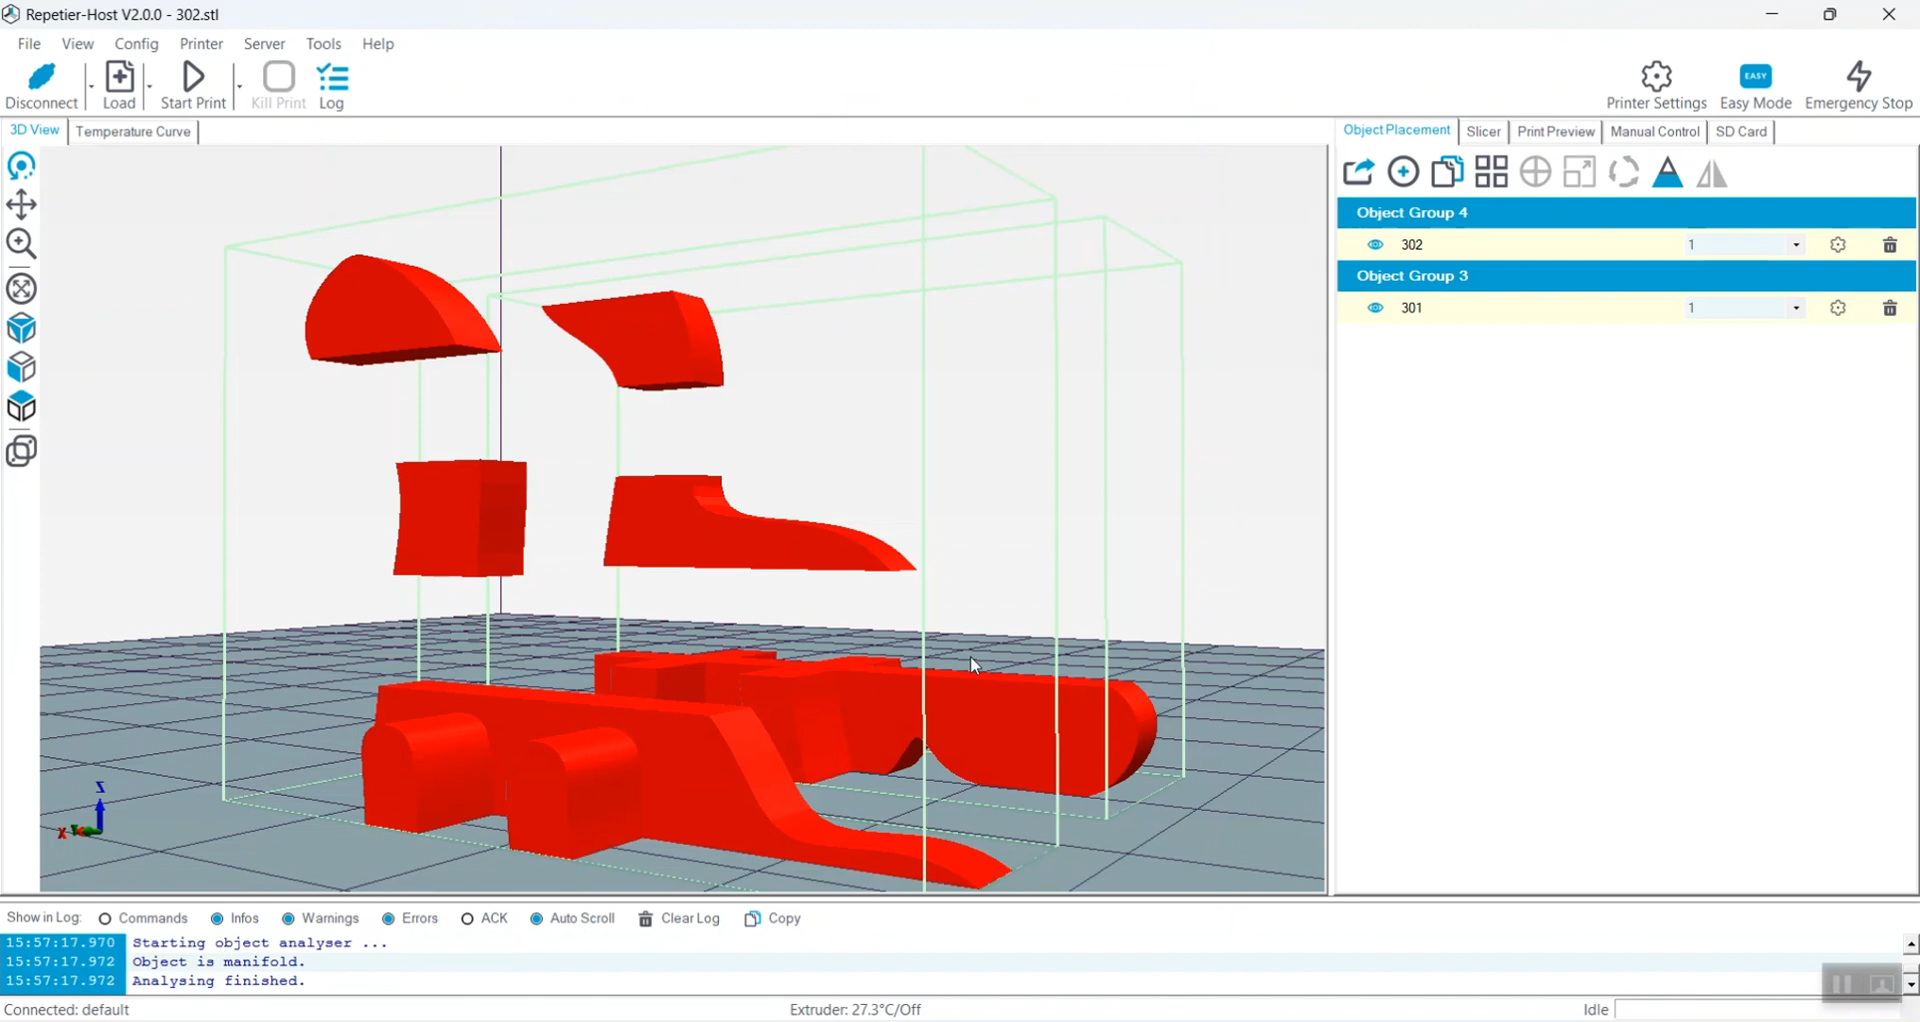 Repetier-Host V2.0.0 - 302.stl
File View Config Printer Server Tools Help
Disconnect Load Start Print Kill Print Log
EASY
Printer Settings Easy Mode Emergency Stop
3D View Temperature Curve
Object Placement Slicer Print Preview Manual Control SD Card
Object Group 4
302 1
Object Group 3
301 1
Z
X
Y
Show in Log: Commands Infos Warnings Errors ACK Auto Scroll Clear Log Copy
15:57:17.970 Starting object analyser ...
15:57:17.972 Object is manifold.
15:57:17.972 Analysing finished.
Connected: default Extruder: 27.3°C/Off Idle